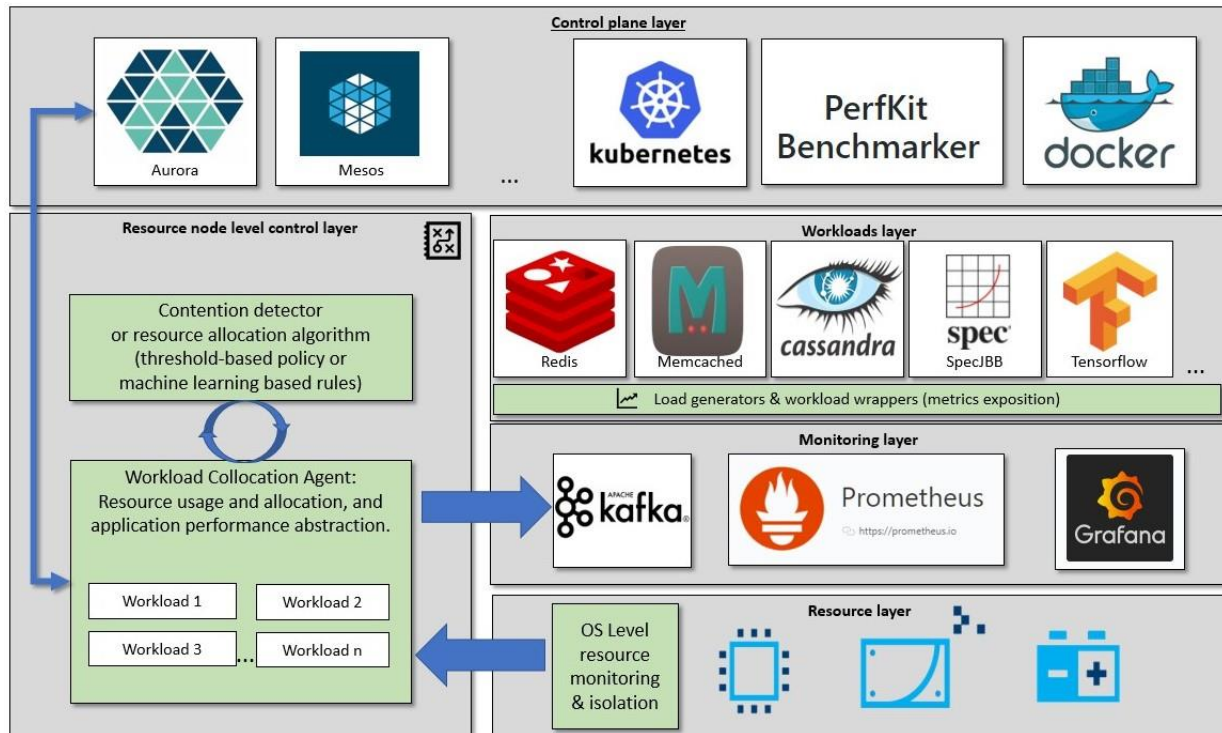 Control plane layer
Aurora
Mesos
...
kubernetes
PerfKit
Benchmarker
docker
Resource node level control layer
Contention detector
or resource allocation algorithm
(threshold-based policy or
machine learning based rules)
Workload Collocation Agent:
Resource usage and allocation, and
application performance abstraction.
Workload 1
Workload 2
Workload 3
...
Workload n
Workloads layer
Redis
M
Memcached
cassandra
spec
SpecJBB
Tensorflow
...
Load generators & workload wrappers (metrics exposition)
Monitoring layer
APACHE
kafka®
Prometheus
https://prometheus.io
Grafana
Resource layer
OS Level
resource
monitoring
& isolation